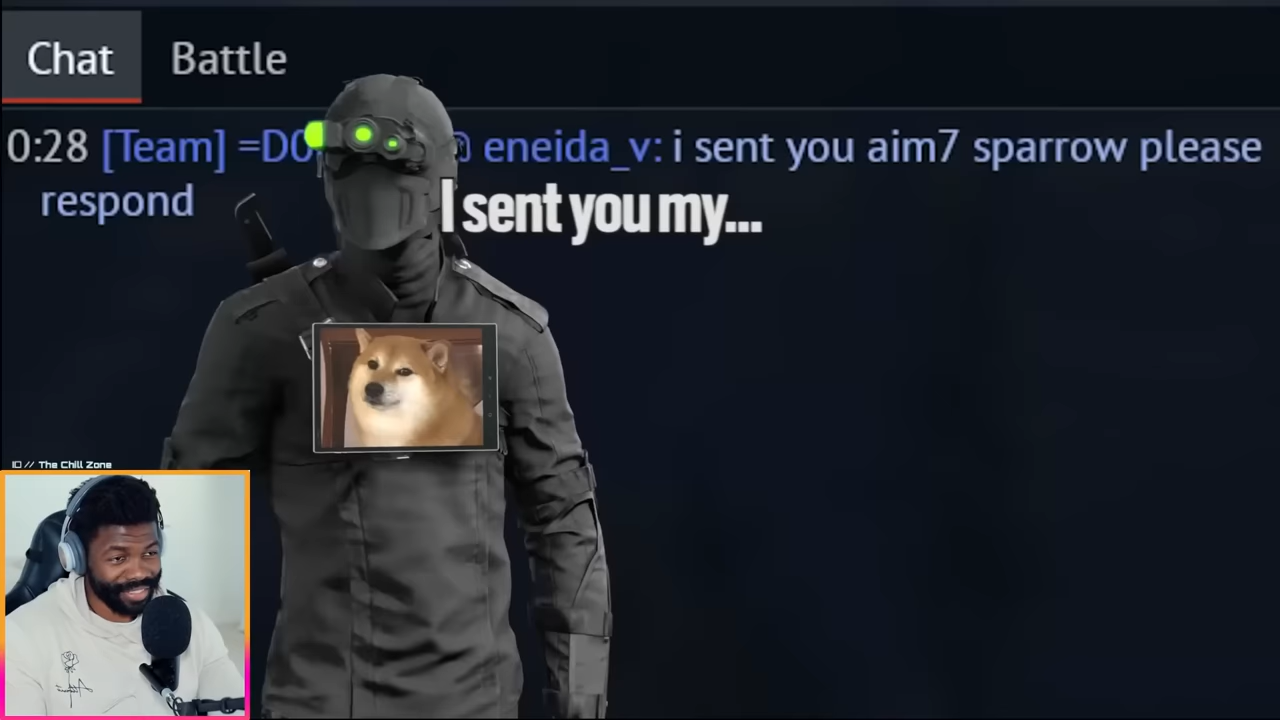 Chat Battle
0:28 [Team] =D0 eneida_v: i sent you aim7 sparrow please
respond
I sent you my...
// The Chill Zone